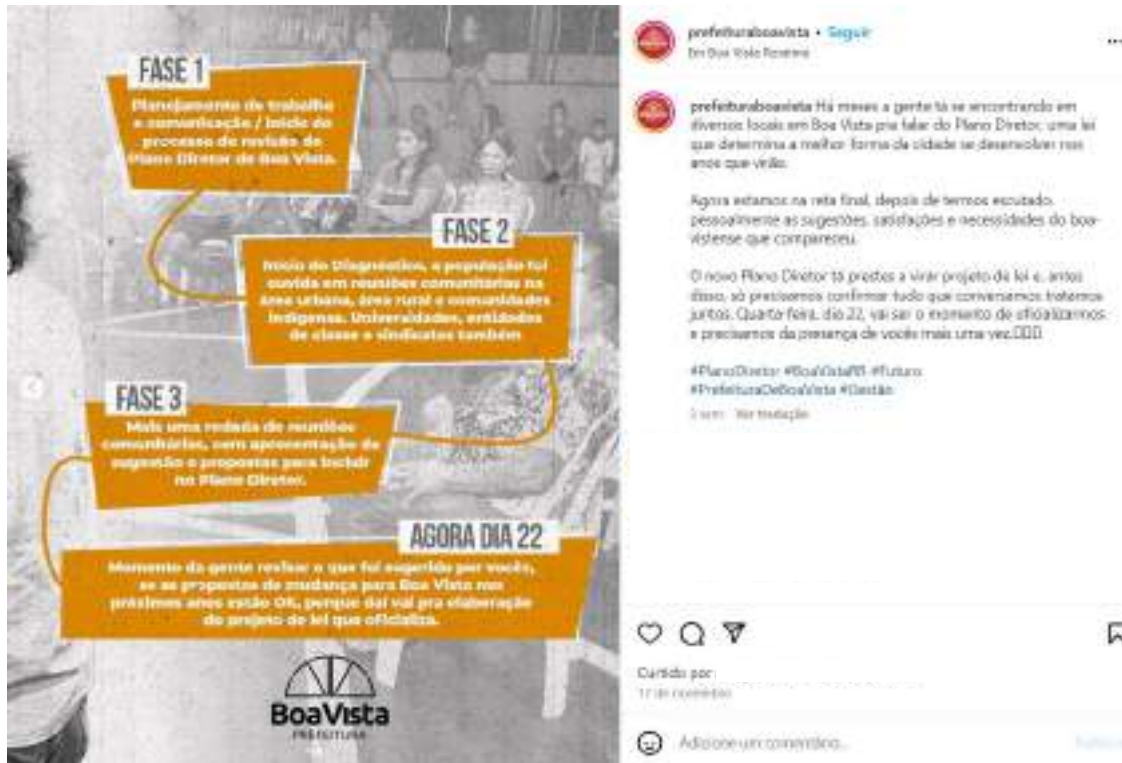 FASE 1
Planejamento de trabalho
e comunicação / início do
processo de revisão do
Plano Diretor de Boa Vista.
FASE 2
Início do Diagnóstico, a população foi
ouvida em reuniões comunitárias na
área urbana, área rural e comunidades
indígenas. Universidades, entidades
de classe e sindicatos também
FASE 3
Mais uma rodada de reuniões
comunitárias, com apresentação de
sugestão e propostas para incluir
no Plano Diretor.
AGORA DIA 22
Momento da gente revisar o que foi sugerido por vocês,
se as propostas de mudança para Boa Vista nos
próximos anos estão OK, porque daí vai pra elaboração
do projeto de lei que oficializa.
BoaVista
PREFEITURA
prefeituraboavista • Seguir
Em Boa Vista Roraima
prefeituraboavista Há meses a gente tá se encontrando em
diversos locais em Boa Vista pra falar do Plano Diretor, uma lei
que determina a melhor forma da cidade se desenvolver nos
anos que virão.
Agora estamos na reta final, depois de termos escutado,
pessoalmente as sugestões, satisfações e necessidades do boa-
vistense que compareceu.
O novo Plano Diretor tá prestes a virar projeto de lei e, antes
disso, só precisamos confirmar tudo que conversamos tratamos
juntos. Quarta-feira, dia 22, vai ser o momento de oficializarmos
e precisamos da presença de vocês mais uma vez.
#PlanoDiretor #BoaVistaRR #Futuro
#PrefeituraDeBoaVista #Gestão
sem Ver tradução
Curtido por
17 de novembro
Adicione um comentário...